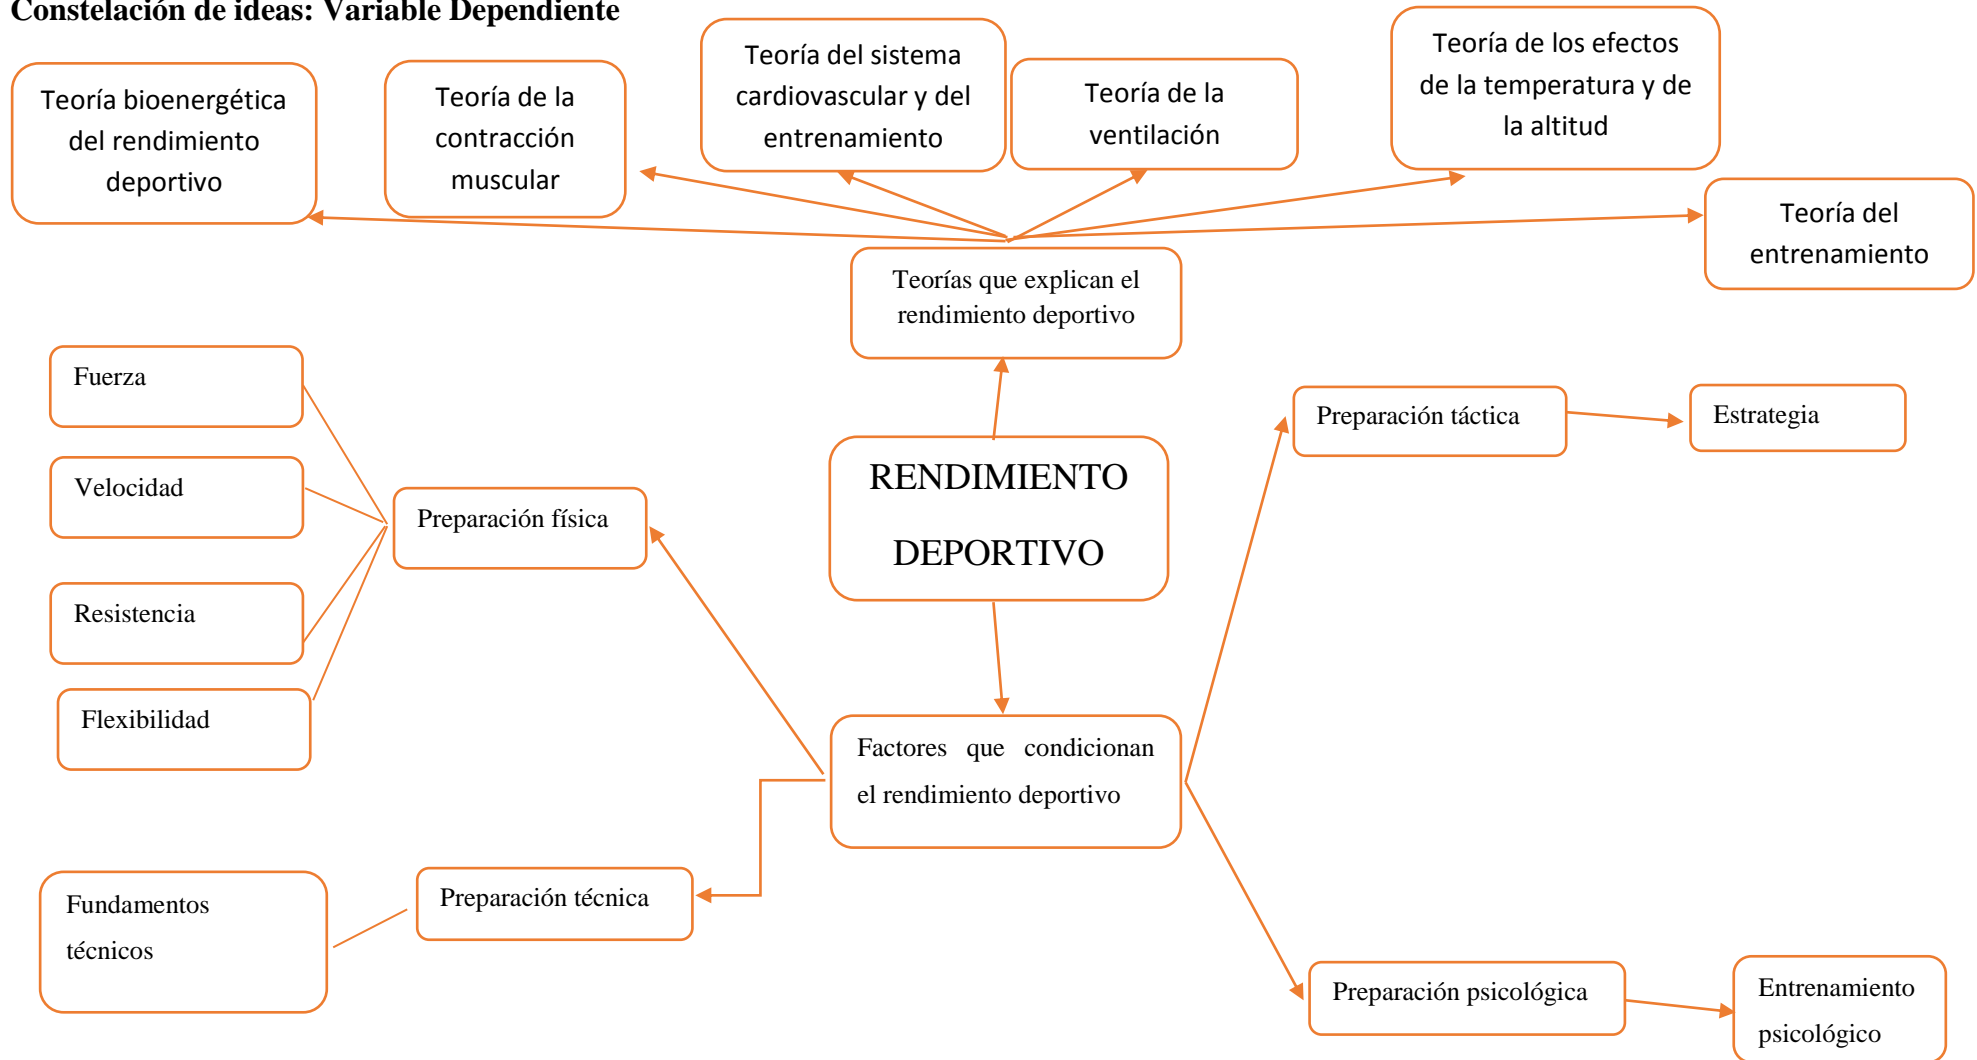 Constelación de ideas: Variable Dependiente
Teoría bioenergética
del rendimiento
deportivo
Teoría de la
contracción
muscular
Teoría del sistema
cardiovascular y del
entrenamiento
Teoría de la
ventilación
Teoría de los efectos
de la temperatura y de
la altitud
Teoría del
entrenamiento
Teorías que explican el
rendimiento deportivo
Fuerza
Velocidad
Resistencia
Flexibilidad
Preparación física
RENDIMIENTO
DEPORTIVO
Preparación táctica
Estrategia
Factores que condicionan
el rendimiento deportivo
Fundamentos
técnicos
Preparación técnica
Preparación psicológica
Entrenamiento
psicológico